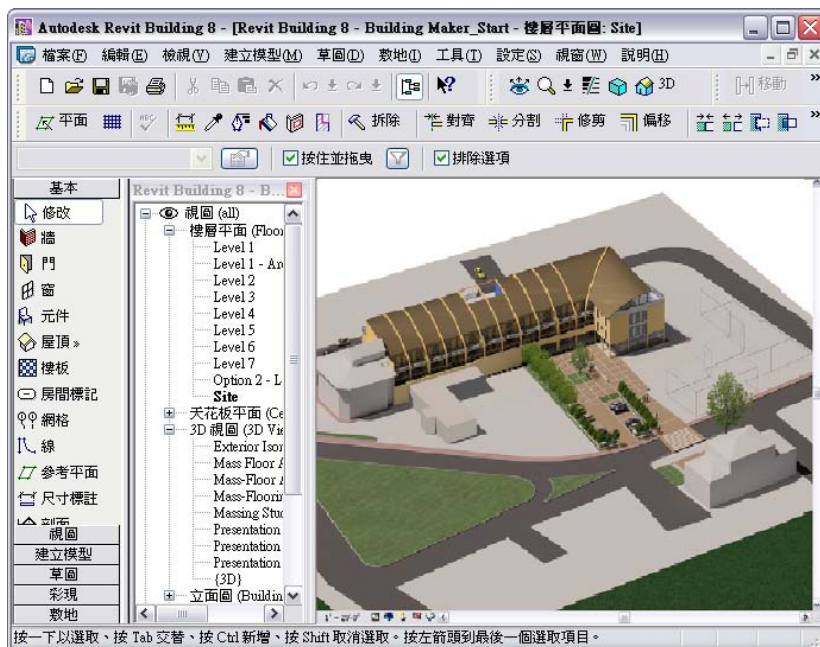 Autodesk Revit Building 8 - [Revit Building 8 - Building Maker_Start - 樓層平面圖: Site]
檔案(F) 編輯(E) 檢視(V) 建立模型(M) 草圖(D) 敷地(I) 工具(T) 設定(S) 視窗(W) 說明(H)
3D 移動 »
平面 ABC 拆除 對齊 分割 修剪 偏移 »
按住並拖曳 排除選項
基本
修改
牆
門
窗
元件
屋頂 »
樓板
房間標記
網格
線
參考平面
尺寸標註
剖面
視圖
建立模型
草圖
彩現
敷地
Revit Building 8 - B...
視圖 (all)
樓層平面 (Floor
Level 1
Level 1 - An
Level 2
Level 3
Level 4
Level 5
Level 6
Level 7
Option 2 - L
Site
天花板平面 (Ce
3D 視圖 (3D Vie
Exterior Ison
Mass Floor A
Mass-Floor A
Mass-Floorin
Massing Stud
Presentation
Presentation
Presentation
{3D}
立面圖 (Buildin
按一下以選取、按 Tab 交替、按 Ctrl 新增、按 Shift 取消選取。按左箭頭到最後一個選取項目。